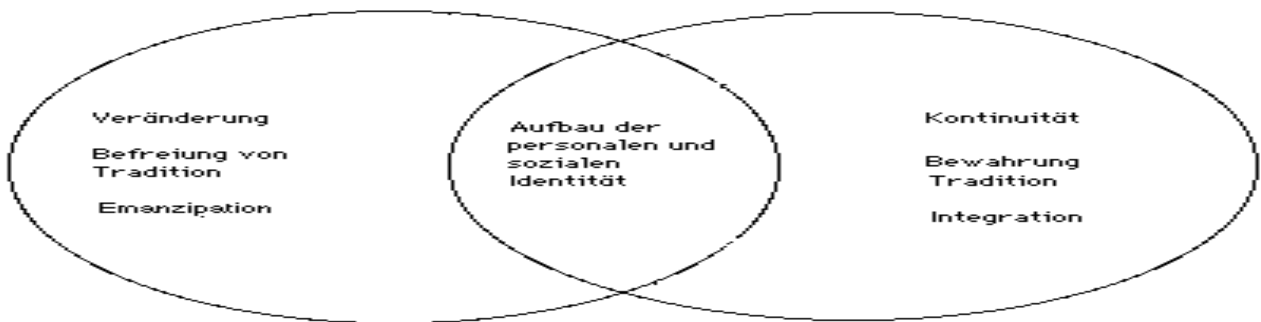 Veränderung
Befreiung von
Tradition
Emanzipation
Aufbau der
personalen und
sozialen
Identität
Kontinuität
Bewahrung
Tradition
Integration